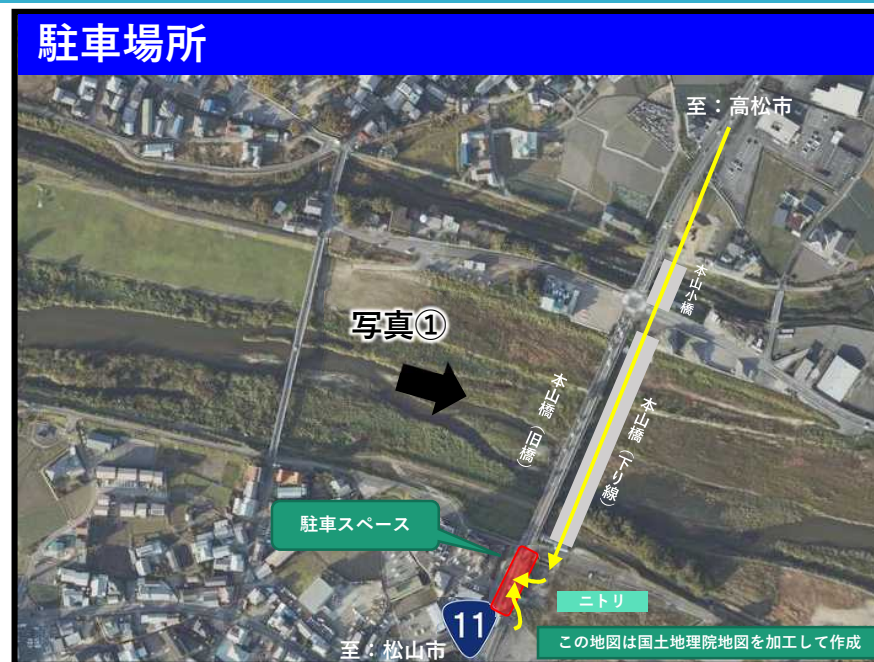 駐車場所
至：高松市
本山小橋
写真①
本山橋（旧橋）
本山橋（下り線）
駐車スペース
ニトリ
11
至：松山市
この地図は国土地理院地図を加工して作成